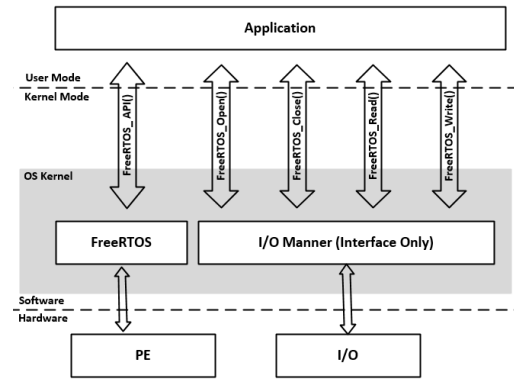 Application
User Mode
Kernel Mode
FreeRTOS_API()
FreeRTOS_Open()
FreeRTOS_Close()
FreeRTOS_Read()
FreeRTOS_Write()
OS Kernel
FreeRTOS
I/O Manner (Interface Only)
Software
Hardware
PE
I/O